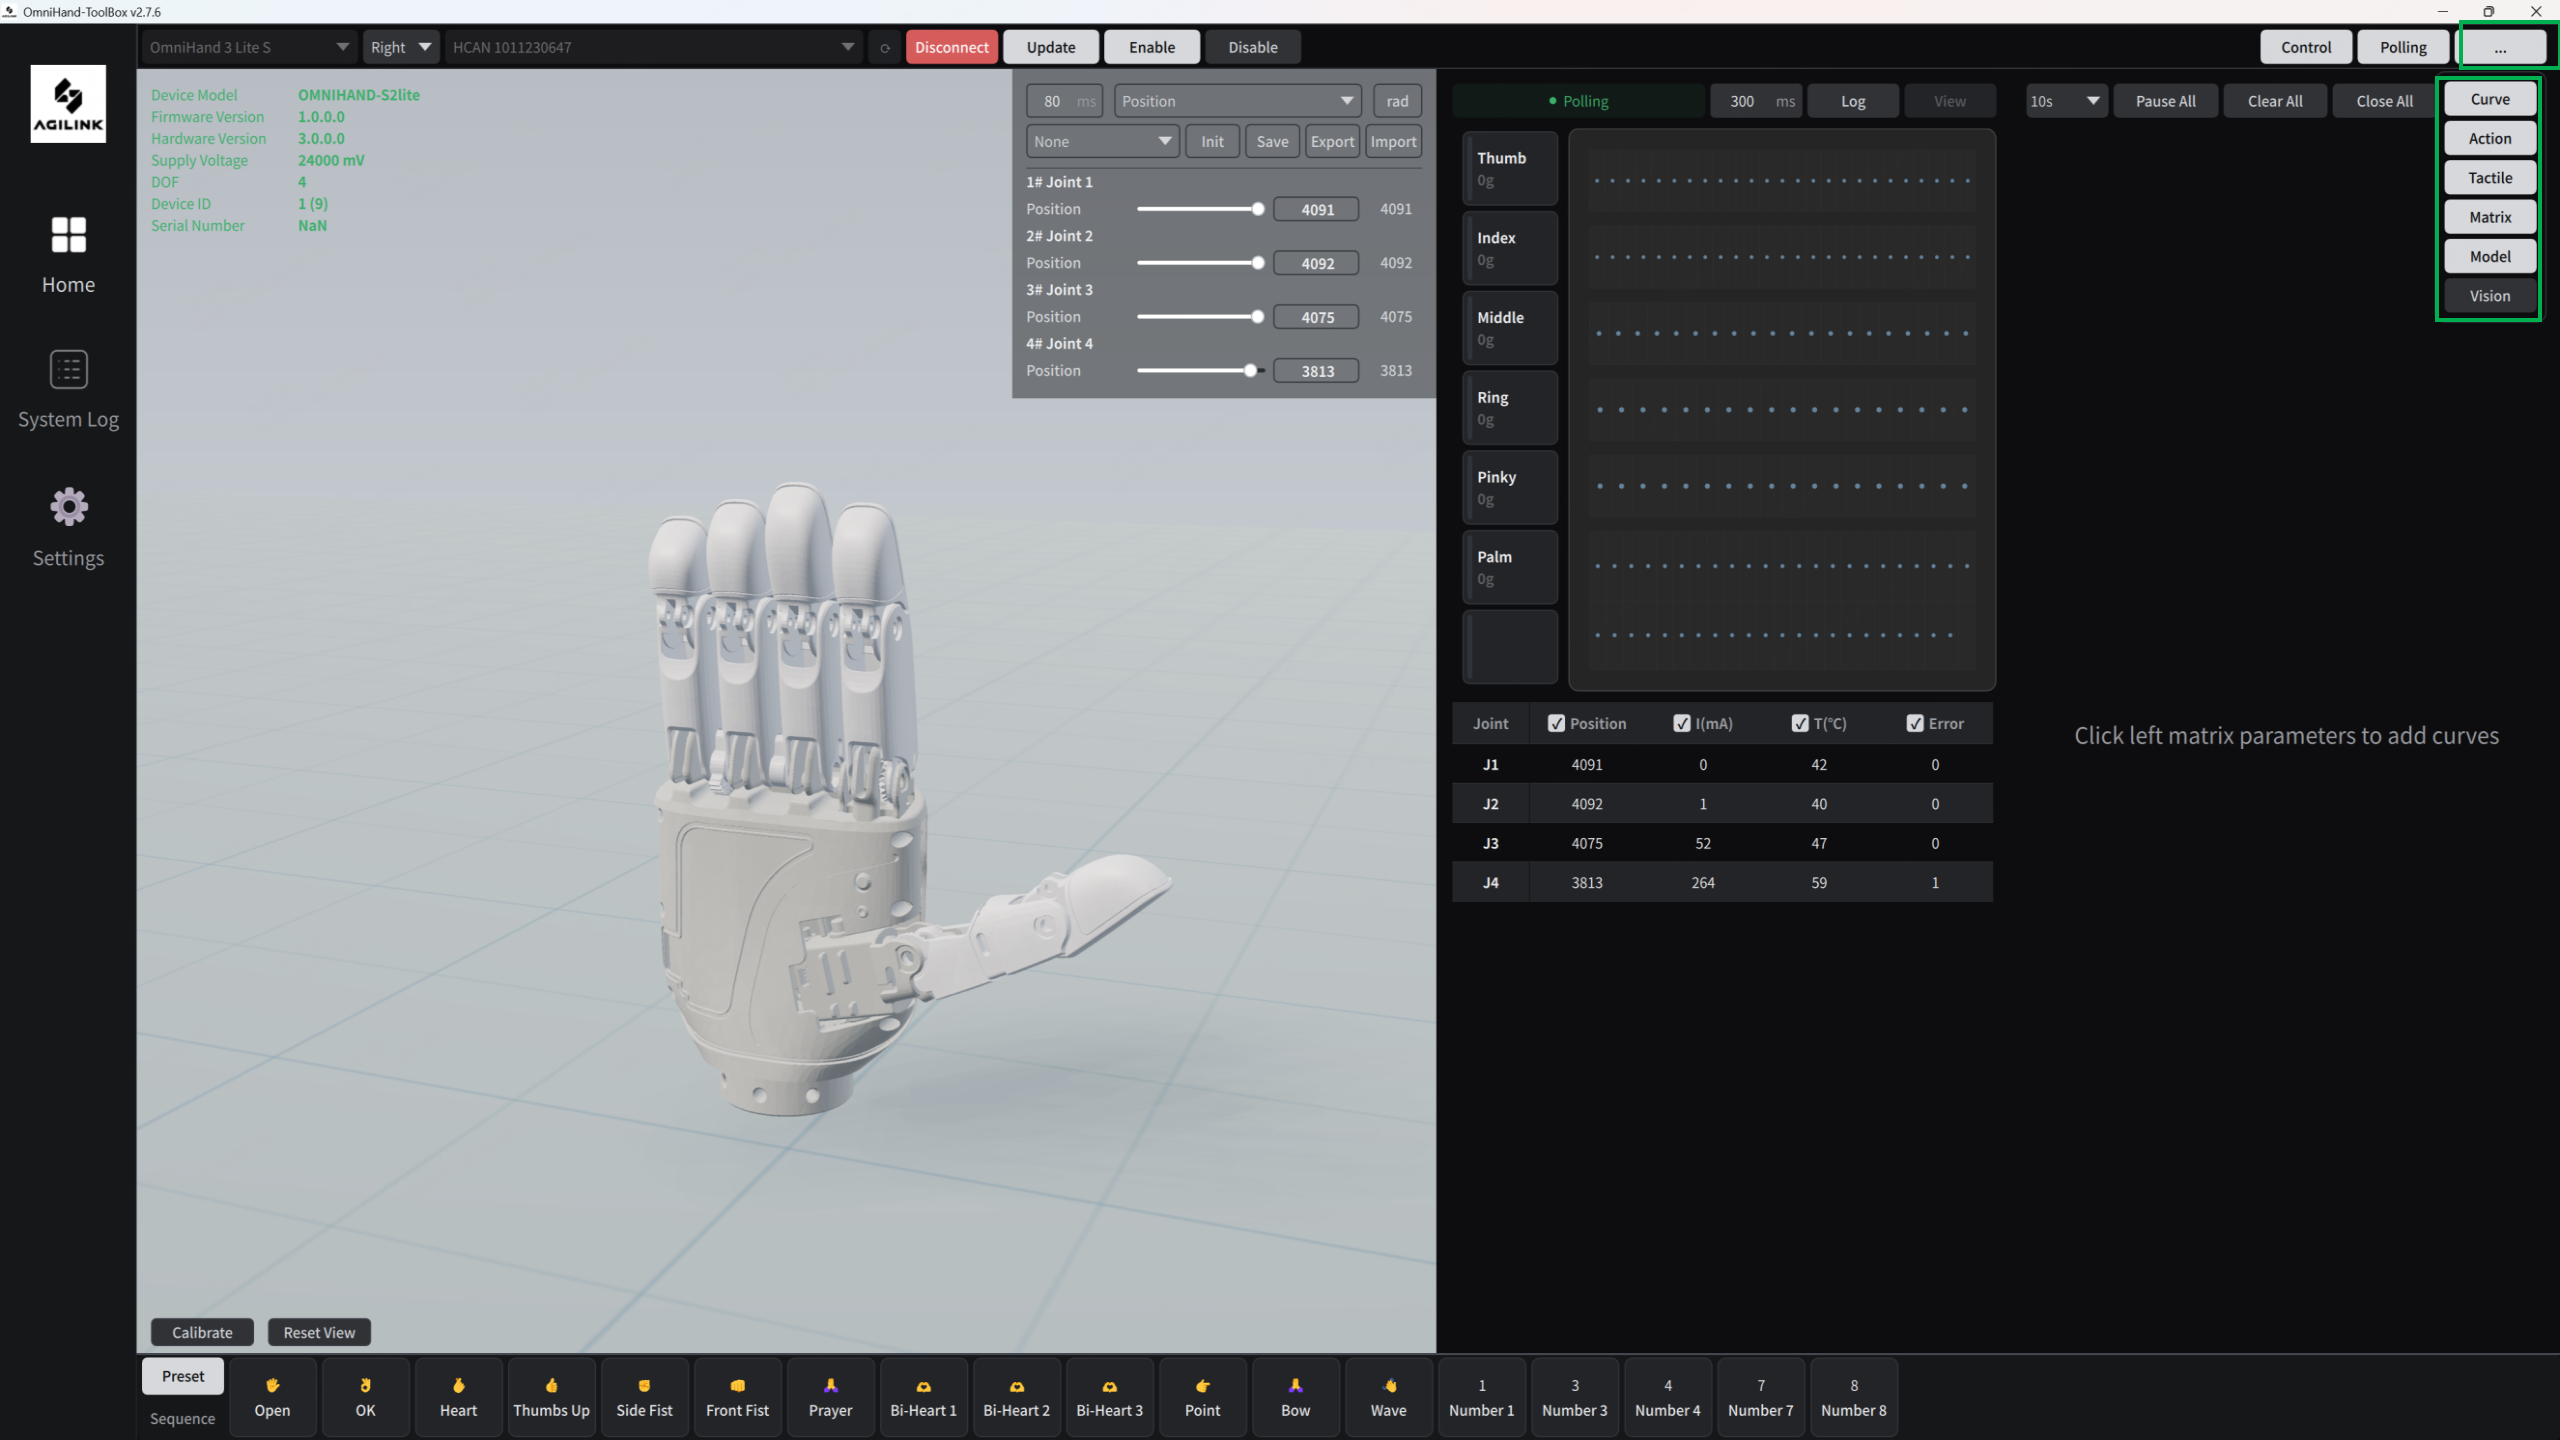 OmniHand-ToolBox v2.7.6
OmniHand 3 Lite S
Right
HCAN 1011230647
Disconnect
Update
Enable
Disable
Control
Polling
...
AGILINK
Home
System Log
Settings
Device Model OMNIHAND-S2lite
Firmware Version 1.0.0.0
Hardware Version 3.0.0.0
Supply Voltage 24000 mV
DOF 4
Device ID 1 (9)
Serial Number NaN
80 ms
Position
rad
None
Init
Save
Export
Import
1# Joint 1
Position 4091 4091
2# Joint 2
Position 4092 4092
3# Joint 3
Position 4075 4075
4# Joint 4
Position 3813 3813
Calibrate
Reset View
Polling
300 ms
Log
View
10s
Pause All
Clear All
Close All
Curve
Action
Tactile
Matrix
Model
Vision
Thumb
0g
Index
0g
Middle
0g
Ring
0g
Pinky
0g
Palm
0g
Joint Position I(mA) T(°C) Error
J1 4091 0 42 0
J2 4092 1 40 0
J3 4075 52 47 0
J4 3813 264 59 1
Click left matrix parameters to add curves
Preset
Sequence
Open
OK
Heart
Thumbs Up
Side Fist
Front Fist
Prayer
Bi-Heart 1
Bi-Heart 2
Bi-Heart 3
Point
Bow
Wave
1
Number 1
3
Number 3
4
Number 4
7
Number 7
8
Number 8